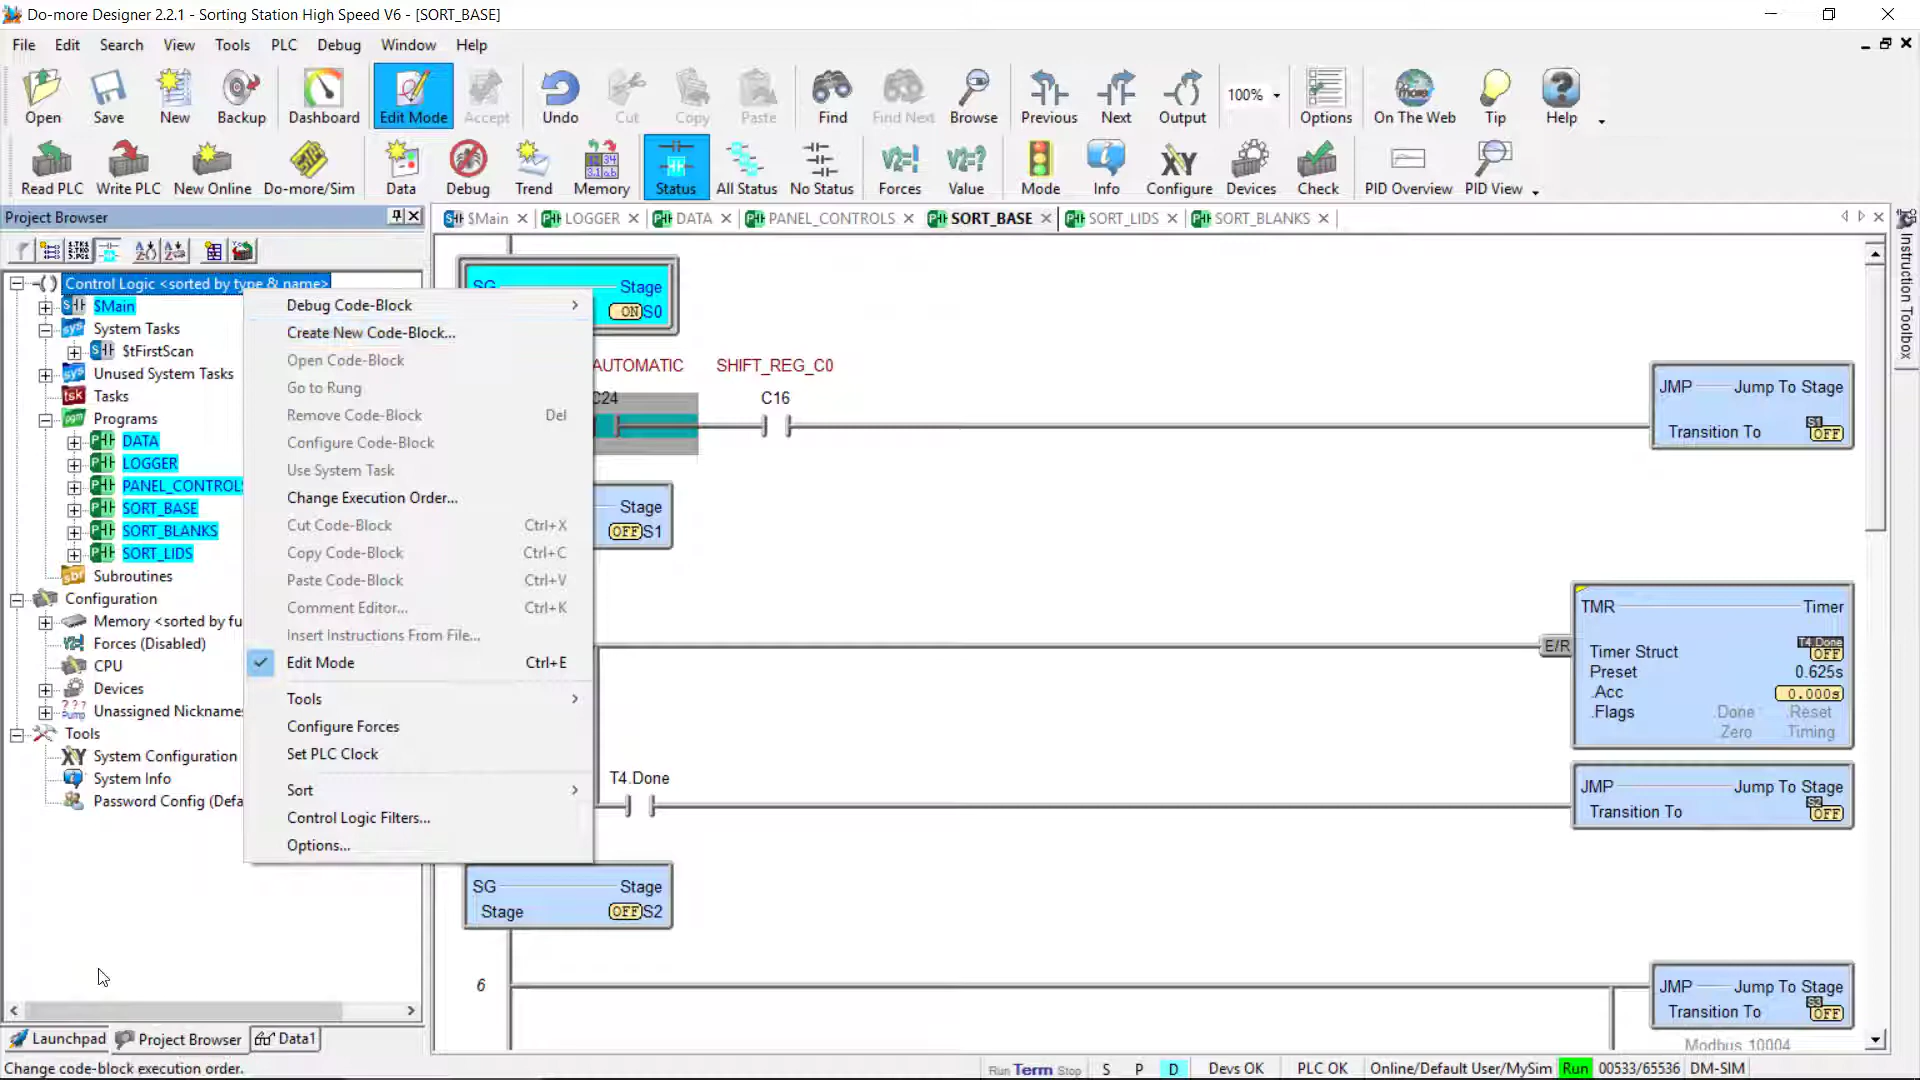 Do-more Designer 2.2.1 - Sorting Station High Speed V6 - [SORT_BASE]
File Edit Search View Tools PLC Debug Window Help
Open Save New Backup Dashboard Edit Mode Accept Undo Cut Copy Paste Find Find Next Browse Previous Next Output 100% Options On The Web Tip Help
Read PLC Write PLC New Online Do-more/Sim Data Debug Trend Memory Status All Status No Status Forces Value Mode Info Configure Devices Check PID Overview PID View
Project Browser
$Main LOGGER DATA PANEL_CONTROLS SORT_BASE SORT_LIDS SORT_BLANKS
Instruction Toolbox
Control Logic <sorted by type & name>
$Main
System Tasks
$tFirstScan
Unused System Tasks
Tasks
Programs
DATA
LOGGER
PANEL_CONTROLS
SORT_BASE
SORT_BLANKS
SORT_LIDS
Subroutines
Configuration
Memory <sorted by fu
Forces (Disabled)
CPU
Devices
Unassigned Nicknames
Tools
System Configuration
System Info
Password Config (Defa
Debug Code-Block
Create New Code-Block...
Open Code-Block
Go to Rung
Remove Code-Block Del
Configure Code-Block
Use System Task
Change Execution Order...
Cut Code-Block Ctrl+X
Copy Code-Block Ctrl+C
Paste Code-Block Ctrl+V
Comment Editor... Ctrl+K
Insert Instructions From File...
Edit Mode Ctrl+E
Tools
Configure Forces
Set PLC Clock
Sort
Control Logic Filters...
Options...
SG Stage
ON S0
AUTOMATIC SHIFT_REG_C0
C24 C16
JMP Jump To Stage
S1
Transition To OFF
Stage
OFF S1
TMR Timer
E/R
T4.Done
Timer Struct OFF
Preset 0.625s
.Acc 0.000s
.Flags .Done .Reset
.Zero .Timing
T4.Done
JMP Jump To Stage
S2
Transition To OFF
SG Stage
Stage OFF S2
6
JMP Jump To Stage
S3
Transition To OFF
Modbus 10004
Launchpad Project Browser Data1
Change code-block execution order.
Run Term Stop S P D Devs OK PLC OK Online/Default User/MySim Run 00533/65536 DM-SIM